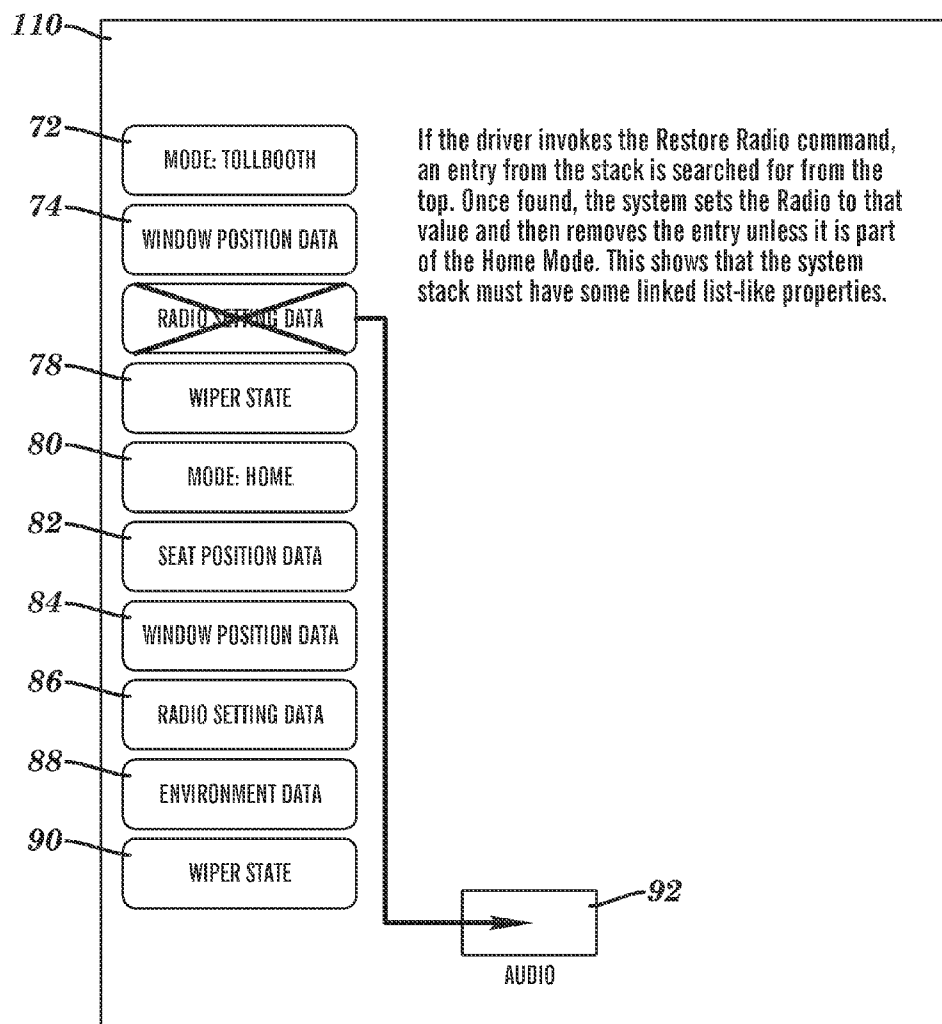 110
72
MODE: TOLLBOOTH
If the driver invokes the Restore Radio command,
an entry from the stack is searched for from the
top. Once found, the system sets the Radio to that
value and then removes the entry unless it is part
of the Home Mode. This shows that the system
stack must have some linked list-like properties.
74
WINDOW POSITION DATA
RADIO SETTING DATA
78
WIPER STATE
80
MODE: HOME
82
SEAT POSITION DATA
84
WINDOW POSITION DATA
86
RADIO SETTING DATA
88
ENVIRONMENT DATA
90
WIPER STATE
92
AUDIO